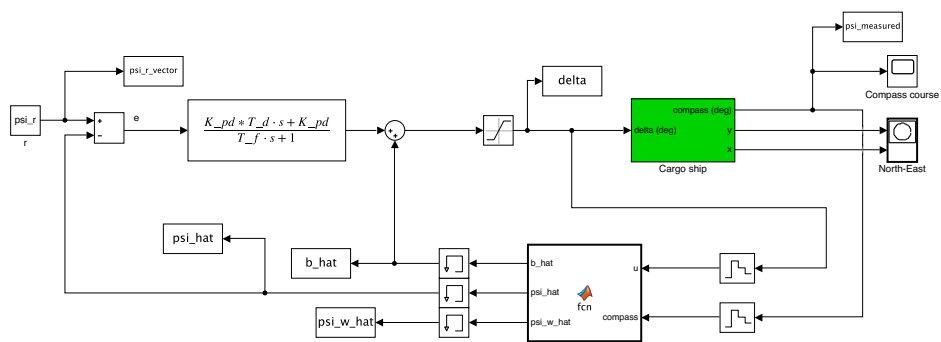 psi_measured
psi_r_vector
delta
Compass course
psi_r
r
+
−
e
K_pd * T_d · s + K_pd
T_f · s + 1
+
+
compass (deg)
delta (deg)
y
x
Cargo ship
North-East
psi_hat
b_hat
psi_w_hat
b_hat
psi_hat
psi_w_hat
u
compass
fcn